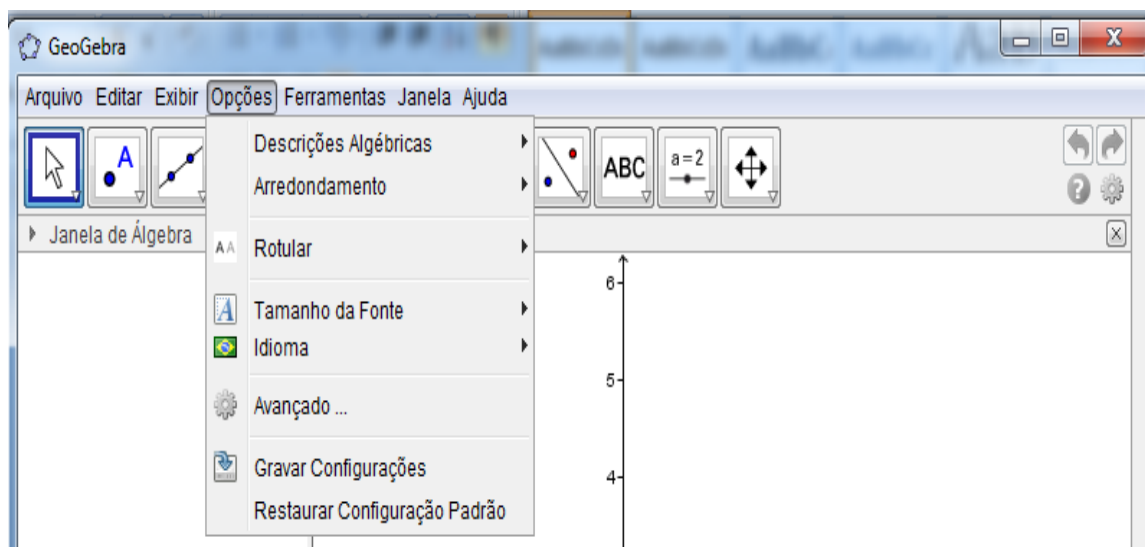 GeoGebra
Arquivo Editar Exibir Opções Ferramentas Janela Ajuda
A
ABC
a=2
Janela de Álgebra
Descrições Algébricas
Arredondamento
AA Rotular
A Tamanho da Fonte
Idioma
Avançado ...
Gravar Configurações
Restaurar Configuração Padrão
6
5
4